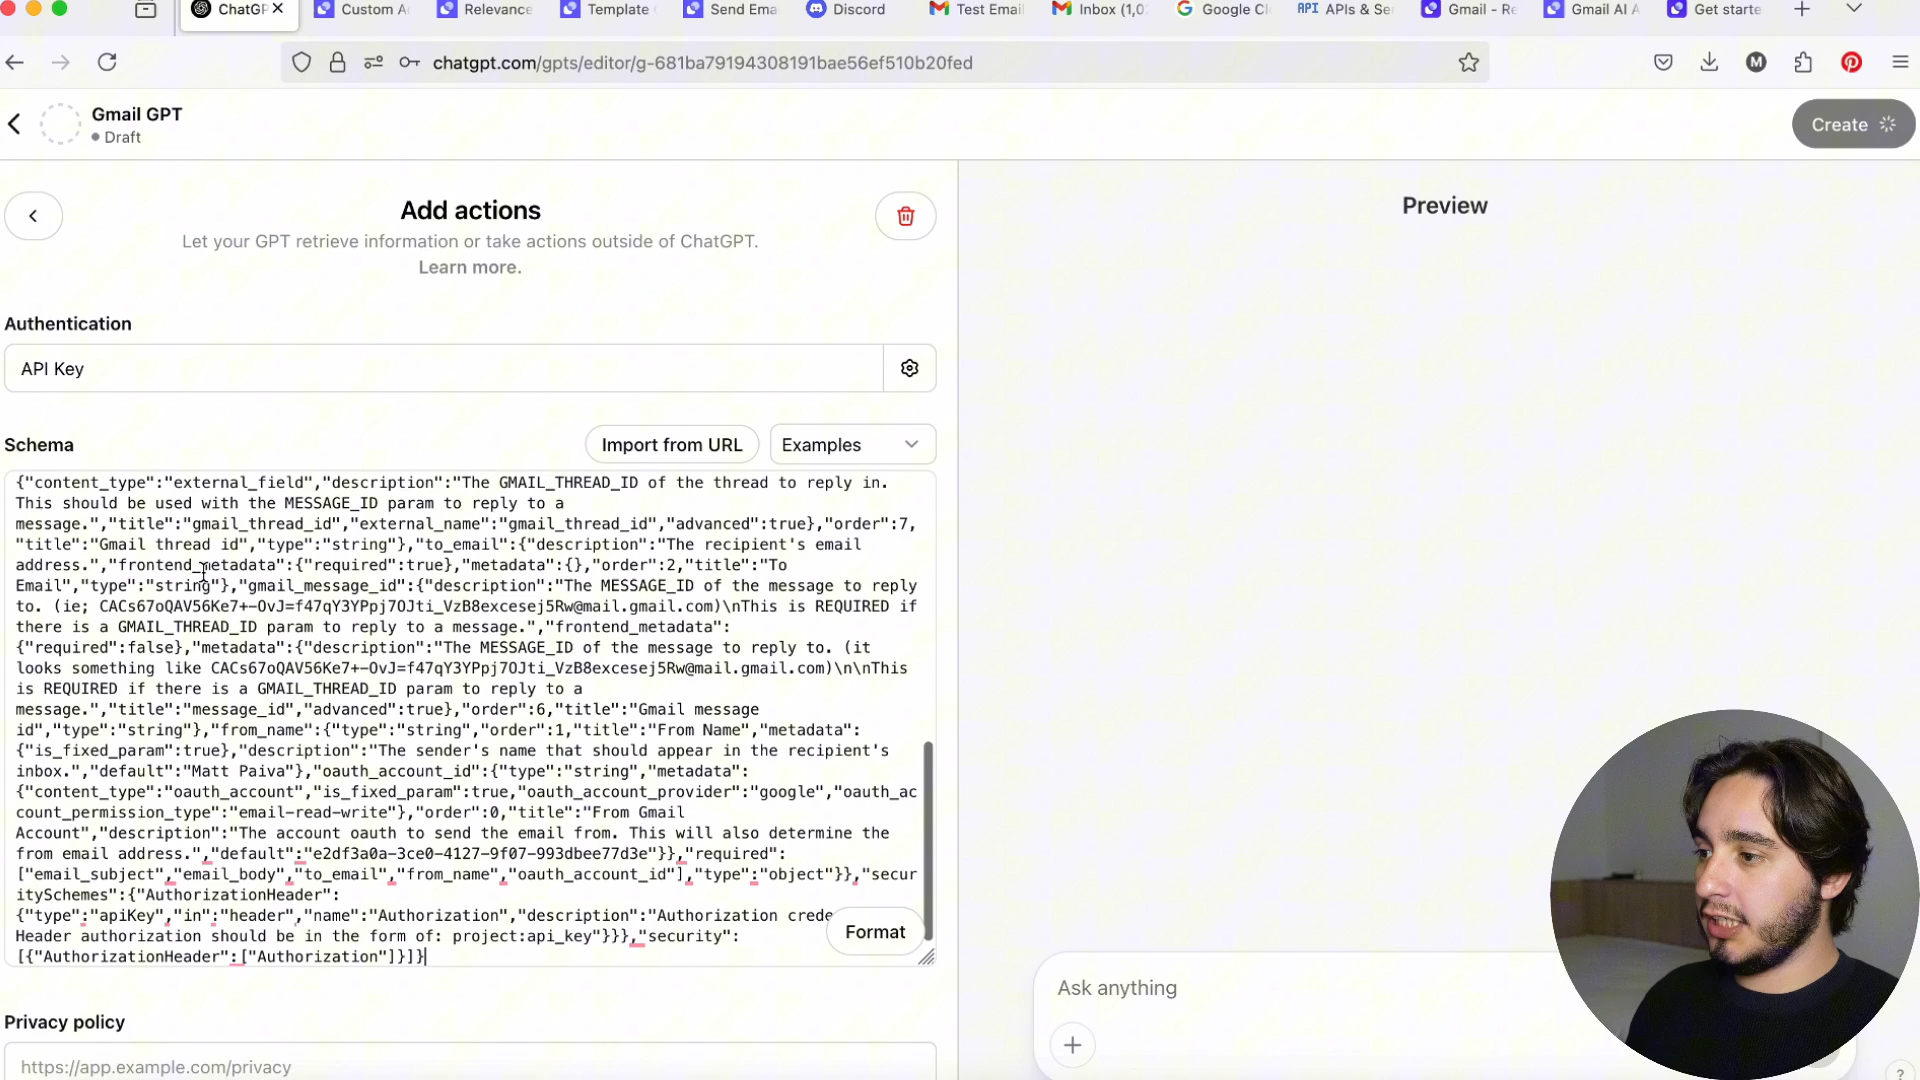 ChatGP
Custom A
Relevance
Template
Send Ema
Discord
Test Email
Inbox (1,0
Google Cl
API APIs & Se
Gmail - Re
Gmail AI A
Get starte
chatgpt.com/gpts/editor/g-681ba79194308191bae56ef510b20fed
M
Gmail GPT
Draft
Create
Add actions
Let your GPT retrieve information or take actions outside of ChatGPT.
Learn more.
Preview
Authentication
API Key
Schema
Import from URL
Examples
{"content_type":"external_field","description":"The GMAIL_THREAD_ID of the thread to reply in.
This should be used with the MESSAGE_ID param to reply to a
message.","title":"gmail_thread_id","external_name":"gmail_thread_id","advanced":true},"order":7,
"title":"Gmail thread id","type":"string"},"to_email":{"description":"The recipient's email
address.","frontend_metadata":{"required":true},"metadata":{},"order":2,"title":"To
Email","type":"string"},"gmail_message_id":{"description":"The MESSAGE_ID of the message to reply
to. (ie; CACs67oQAV56Ke7+-OvJ=f47qY3YPpj7OJti_VzB8excesej5Rw@mail.gmail.com)\nThis is REQUIRED if
there is a GMAIL_THREAD_ID param to reply to a message.","frontend_metadata":
{"required":false},"metadata":{"description":"The MESSAGE_ID of the message to reply to. (it
looks something like CACs67oQAV56Ke7+-OvJ=f47qY3YPpj7OJti_VzB8excesej5Rw@mail.gmail.com)\n\nThis
is REQUIRED if there is a GMAIL_THREAD_ID param to reply to a
message.","title":"message_id","advanced":true},"order":6,"title":"Gmail message
id","type":"string"},"from_name":{"type":"string","order":1,"title":"From Name","metadata":
{"is_fixed_param":true},"description":"The sender's name that should appear in the recipient's
inbox.","default":"Matt Paiva"},"oauth_account_id":{"type":"string","metadata":
{"content_type":"oauth_account","is_fixed_param":true,"oauth_account_provider":"google","oauth_ac
count_permission_type":"email-read-write"},"order":0,"title":"From Gmail
Account","description":"The account oauth to send the email from. This will also determine the
from email address.","default":"e2df3a0a-3ce0-4127-9f07-993dbee77d3e"}},"required":
["email_subject","email_body","to_email","from_name","oauth_account_id"],"type":"object"}},"secur
itySchemes":{"AuthorizationHeader":
{"type":"apiKey","in":"header","name":"Authorization","description":"Authorization crede
Header authorization should be in the form of: project:api_key"}}},"security":
[{"AuthorizationHeader":["Authorization"]}]}
Format
Privacy policy
https://app.example.com/privacy
Ask anything
?